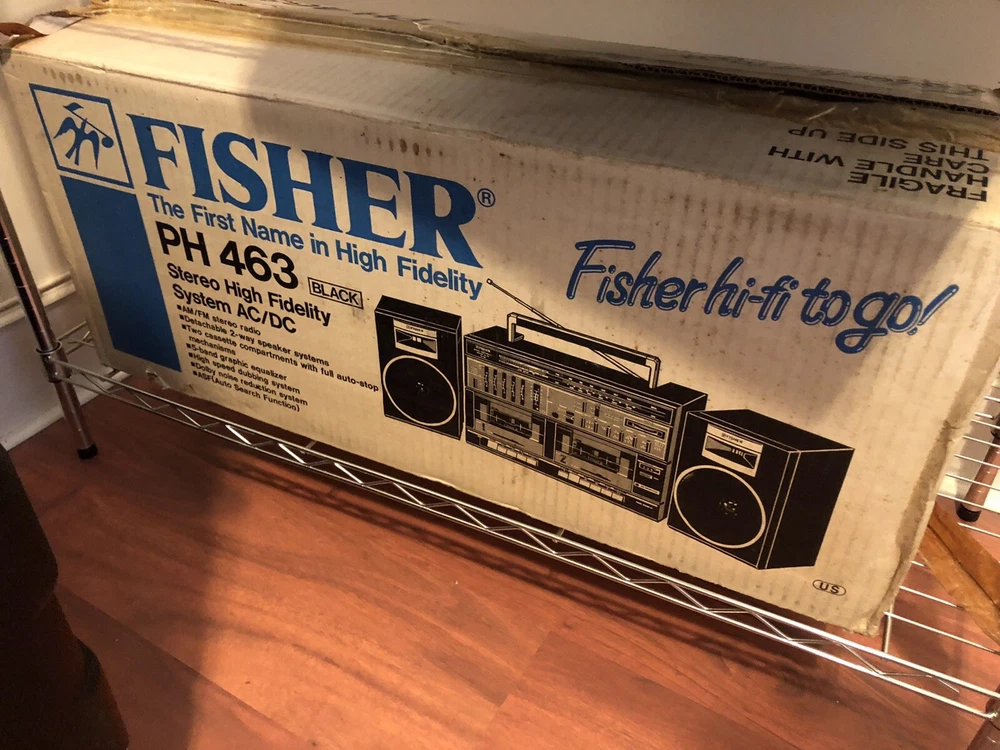 FISHER®
The First Name in High Fidelity
PH 463 BLACK
Stereo High Fidelity
System AC/DC
■AM/FM stereo radio
■Detachable 2-way speaker systems
■Two cassette compartments with full auto-stop
mechanisms
■5-band graphic equalizer
■High speed dubbing system
■Dolby noise reduction system
■ASF(Auto Search Function)
Fisher hi-fi to go!
FRAGILE
HANDLE WITH
CARE
THIS SIDE UP
FISHER
FISHER
US